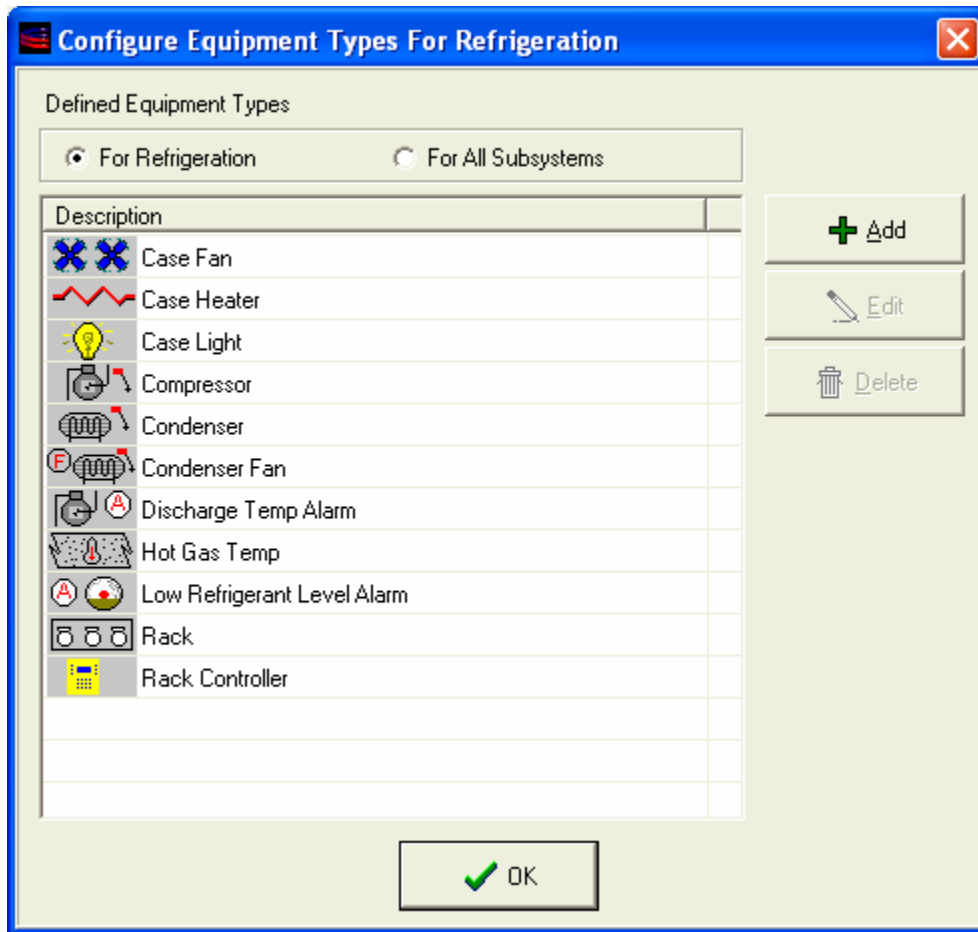 Configure Equipment Types For Refrigeration
Defined Equipment Types
For Refrigeration For All Subsystems
Description
Add
Case Fan
Case Heater
Edit
Case Light
Compressor
Delete
Condenser
F Condenser Fan
A Discharge Temp Alarm
Hot Gas Temp
A Low Refrigerant Level Alarm
Rack
Rack Controller
OK